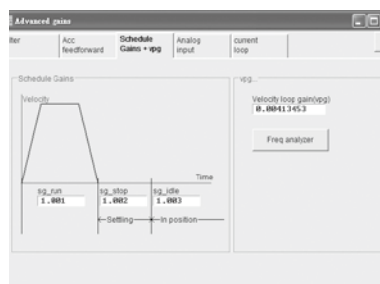 Advanced gains
lter
Acc
feedforward
Schedule
Gains + vpg
Analog
input
current
loop
Schedule Gains
Velocity
Time
sg_run
1.001
sg_stop
1.002
sg_idle
1.003
Settling
In position
vpg...
Velocity loop gain(vpg)
0.00413453
Freq analyzer